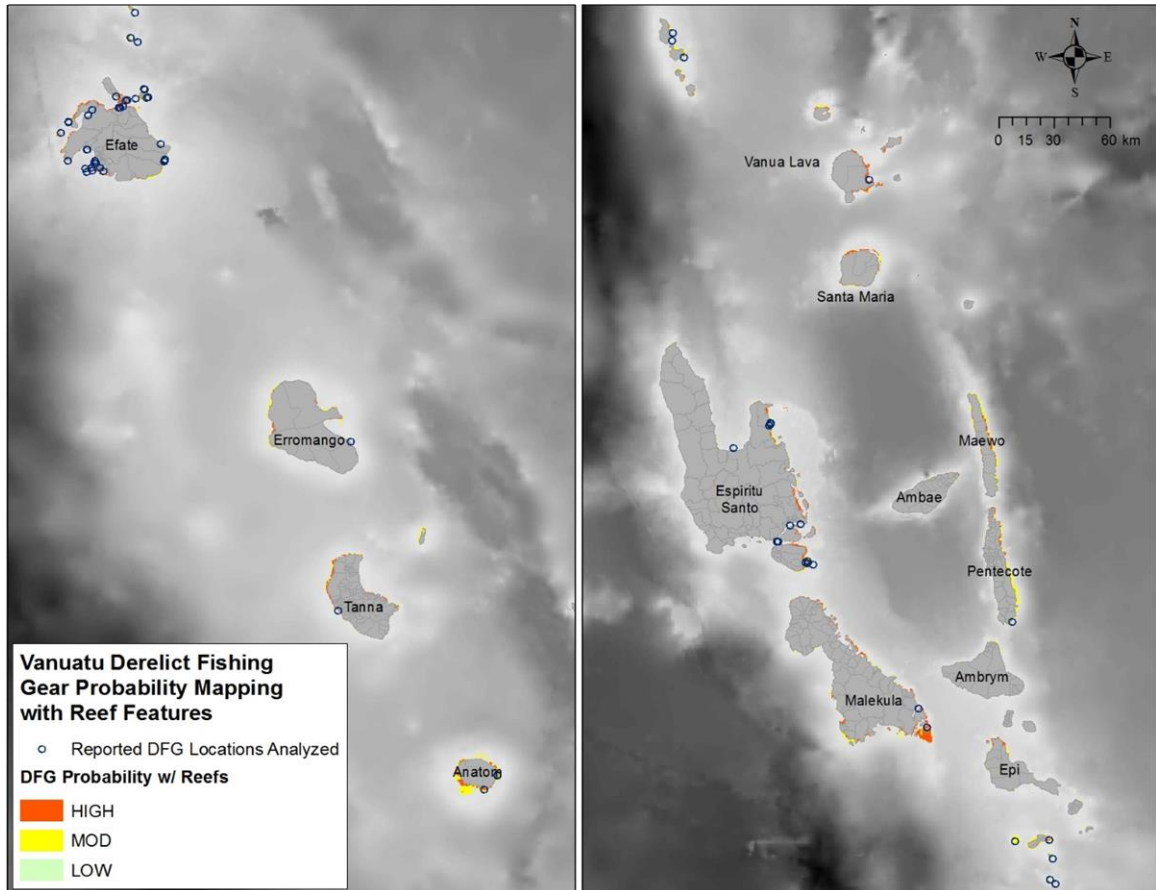 Efate
Erromango
Tanna
Anatom
Vanuatu Derelict Fishing
Gear Probability Mapping
with Reef Features
Reported DFG Locations Analyzed
DFG Probability w/ Reefs
HIGH
MOD
LOW
N
W E
S
0 15 30 60 km
Vanua Lava
Santa Maria
Maewo
Ambae
Espiritu
Santo
Pentecote
Ambrym
Malekula
Epi